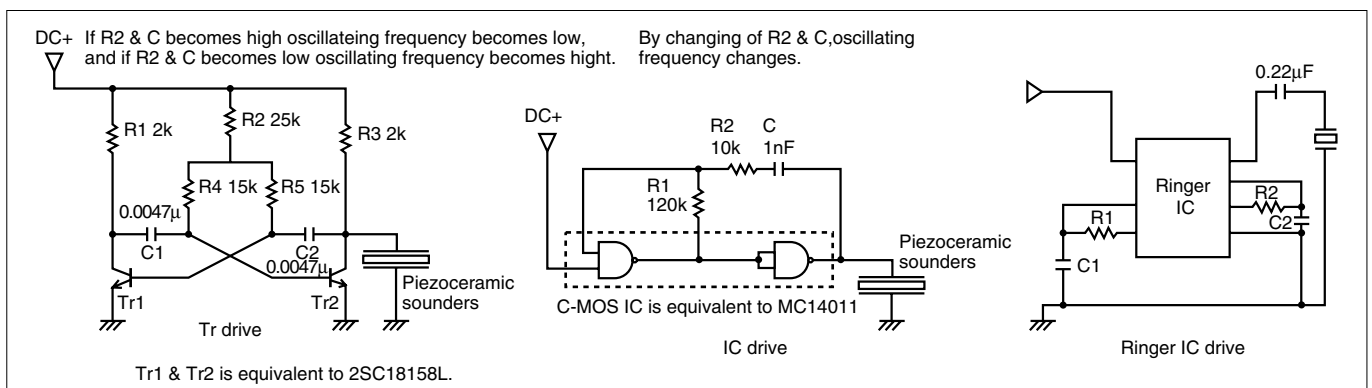 DC+ If R2 & C becomes high oscillateing frequency becomes low,
and if R2 & C becomes low oscillating frequency becomes hight.
R1 2k
R2 25k
R3 2k
R4 15k
R5 15k
0.0047μ
C1
C2
0.0047μ
Tr1
Tr2
Piezoceramic
sounders
Tr drive
Tr1 & Tr2 is equivalent to 2SC18158L.
By changing of R2 & C,oscillating
frequency changes.
DC+
R2
10k
C
1nF
R1
120k
Piezoceramic
sounders
C-MOS IC is equivalent to MC14011
IC drive
0.22μF
Ringer
IC
R1
R2
C1
C2
Ringer IC drive